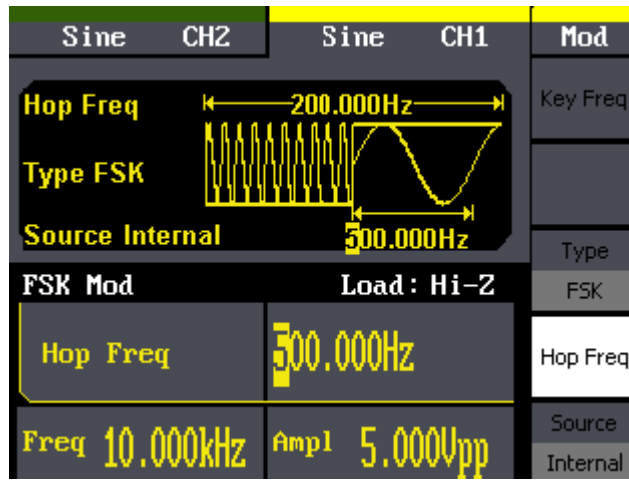 Sine CH2 Sine CH1 Mod
Hop Freq 200.000Hz
Type FSK
Source Internal 500.000Hz
FSK Mod Load: Hi-Z
Hop Freq 500.000Hz
Freq 10.000kHz Ampl 5.000Vpp
Key Freq
Type
FSK
Hop Freq
Source
Internal